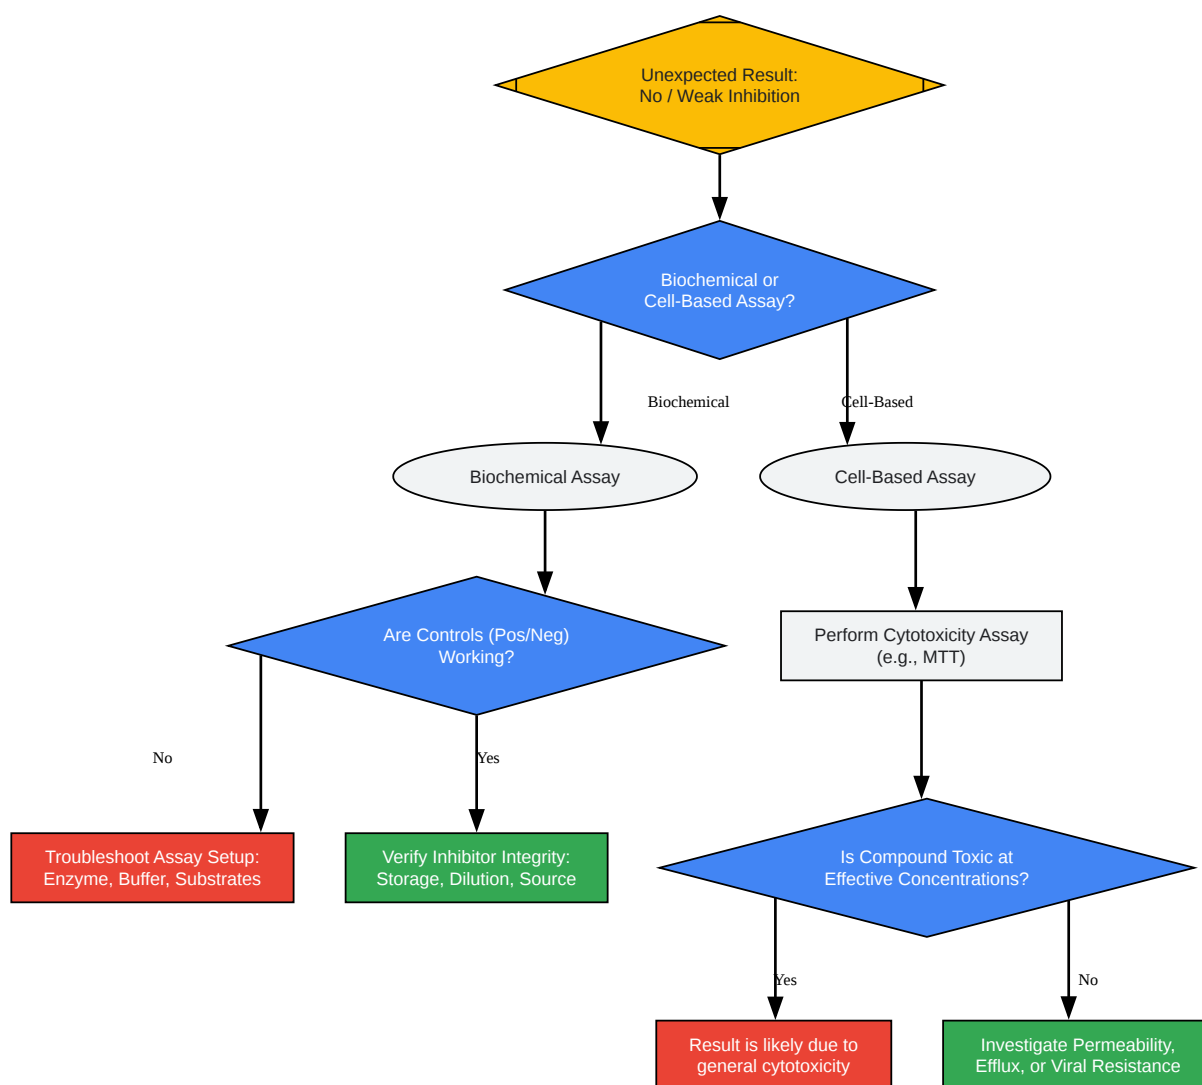 Unexpected Result:
No / Weak Inhibition
Biochemical or
Cell-Based Assay?
Biochemical
Cell-Based
Biochemical Assay
Cell-Based Assay
Are Controls (Pos/Neg)
Working?
Perform Cytotoxicity Assay
(e.g., MTT)
No
Yes
Troubleshoot Assay Setup:
Enzyme, Buffer, Substrates
Verify Inhibitor Integrity:
Storage, Dilution, Source
Is Compound Toxic at
Effective Concentrations?
Yes
No
Result is likely due to
general cytotoxicity
Investigate Permeability,
Efflux, or Viral Resistance